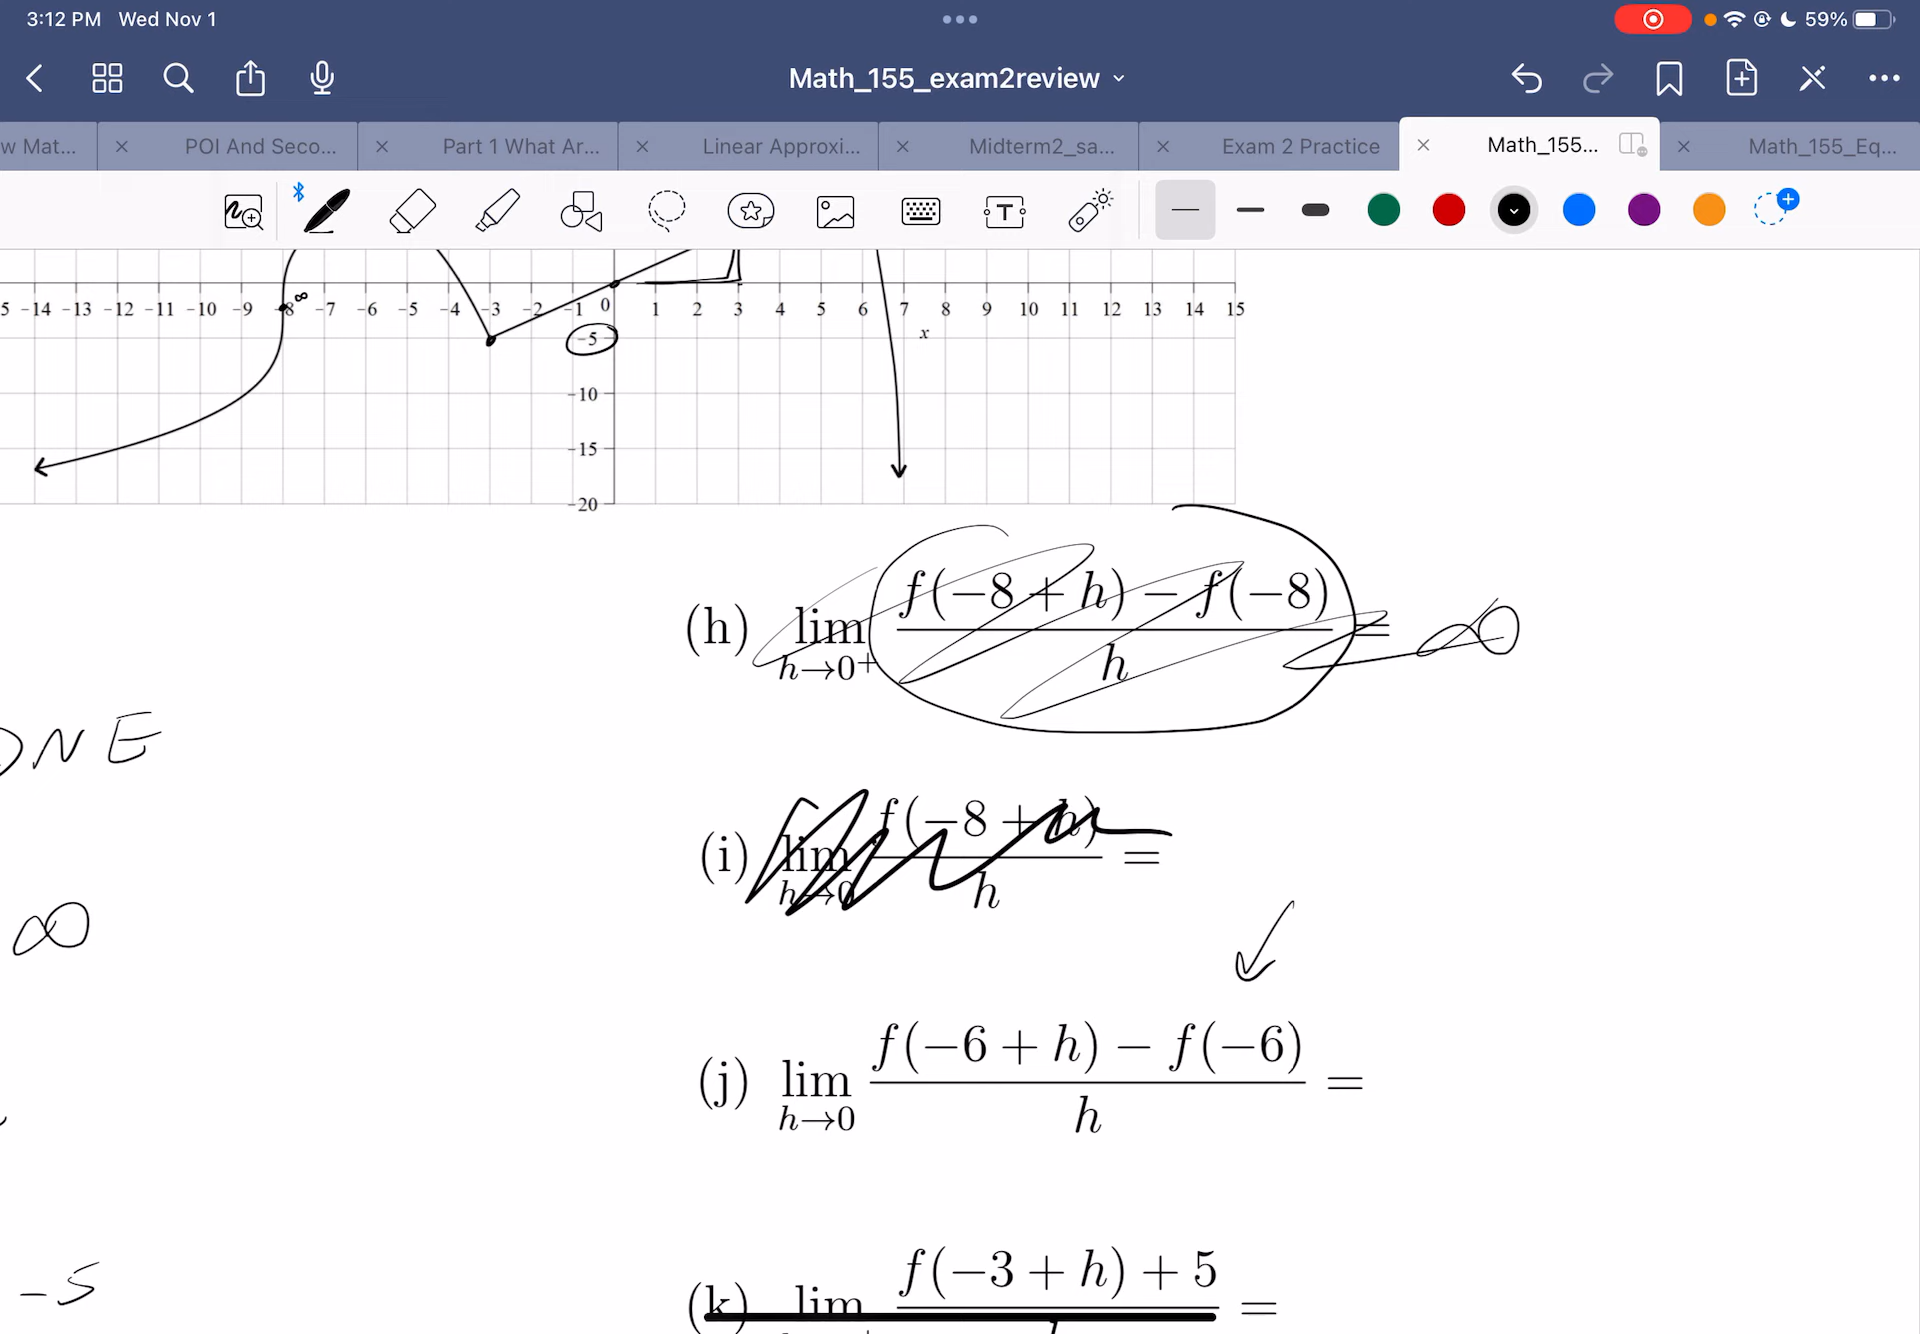 3:12 PM Wed Nov 1
59%
Math_155_exam2review
w Mat...
POI And Seco...
Part 1 What Ar...
Linear Approxi...
Midterm2_sa...
Exam 2 Practice
Math_155...
Math_155_Eq...
5 -14 -13 -12 -11 -10 -9 -8 -7 -6 -5 -4 -3 -2 -1 0 1 2 3 4 5 6 7 8 9 10 11 12 13 14 15
∞
x
-5
-10
-15
-20
(h) lim h→0+ f(−8 + h) − f(−8) / h = ∞
DNE
(i) lim h→0 f(−8 + h) / h =
∞
(j) lim h→0 f(−6 + h) − f(−6) / h =
-5
(k) lim f(−3 + h) + 5 =